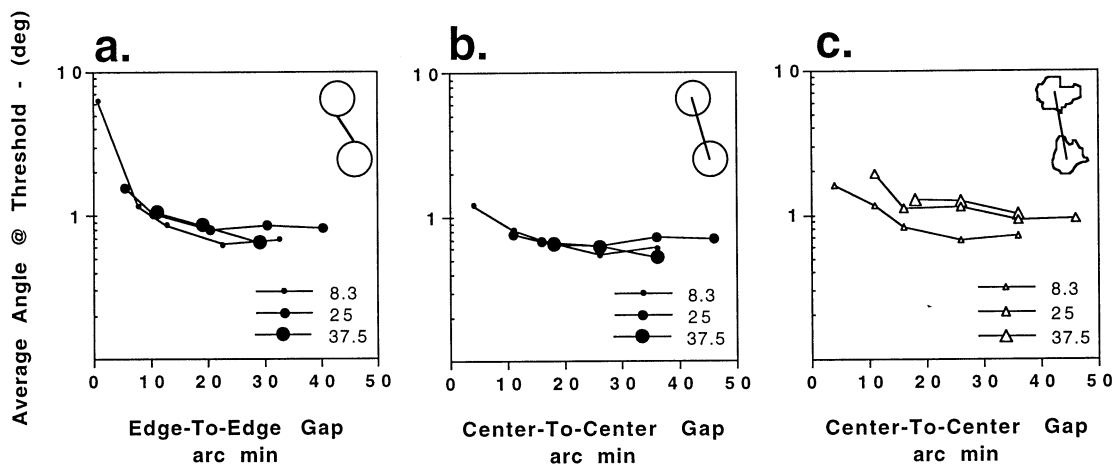 Average Angle @ Threshold - (deg)
a.
10
1
8.3
25
37.5
0 10 20 30 40 50
Edge-To-Edge Gap
arc min
b.
10
1
8.3
25
37.5
0 10 20 30 40 50
Center-To-Center Gap
arc min
c.
10
1
8.3
25
37.5
0 10 20 30 40 50
Center-To-Center Gap
arc min